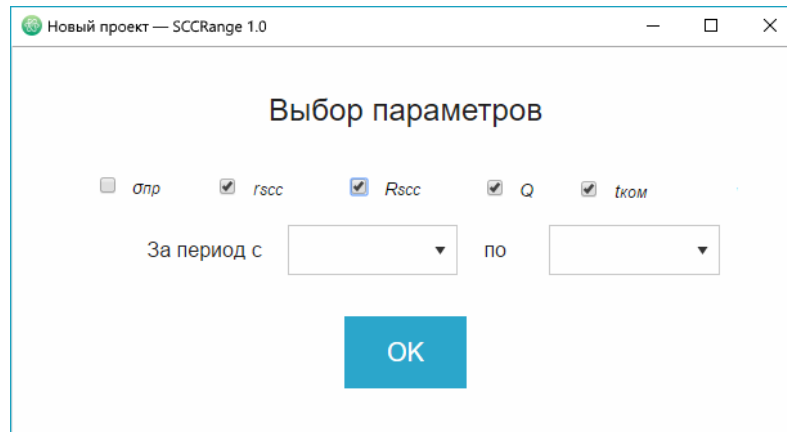 Новый проект — SCCRange 1.0
Выбор параметров
σпр rscc Rscc Q tком
За период с по
OK